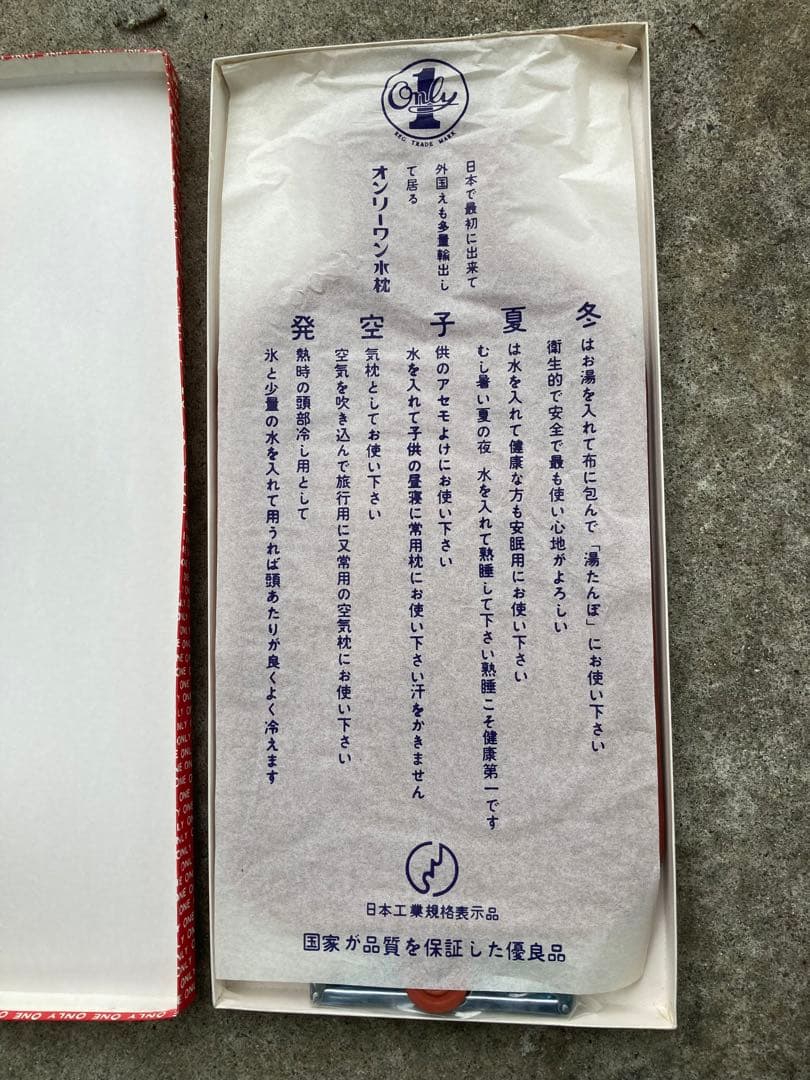 Only 1
REG. TRADE MARK
日本で最初に出来て
外国えも多量輸出し
て居る
オンリーワン水枕
冬はお湯を入れて布に包んで「湯たんぽ」にお使い下さい
衛生的で安全で最も使い心地がよろしい
夏は水を入れて健康な方も安眠用にお使い下さい
むし暑い夏の夜 水を入れて熟睡して下さい熟睡こそ健康第一です
子供のアセモよけにお使い下さい
水を入れて子供の昼寝に常用枕にお使い下さい汗をかきません
空気枕としてお使い下さい
空気を吹き込んで旅行用に又常用の空気枕にお使い下さい
発熱時の頭部冷し用として
氷と少量の水を入れて用うれば頭あたりが良くよく冷えます
日本工業規格表示品
国家が品質を保証した優良品
ONLY ONE ONLY ONE ONLY